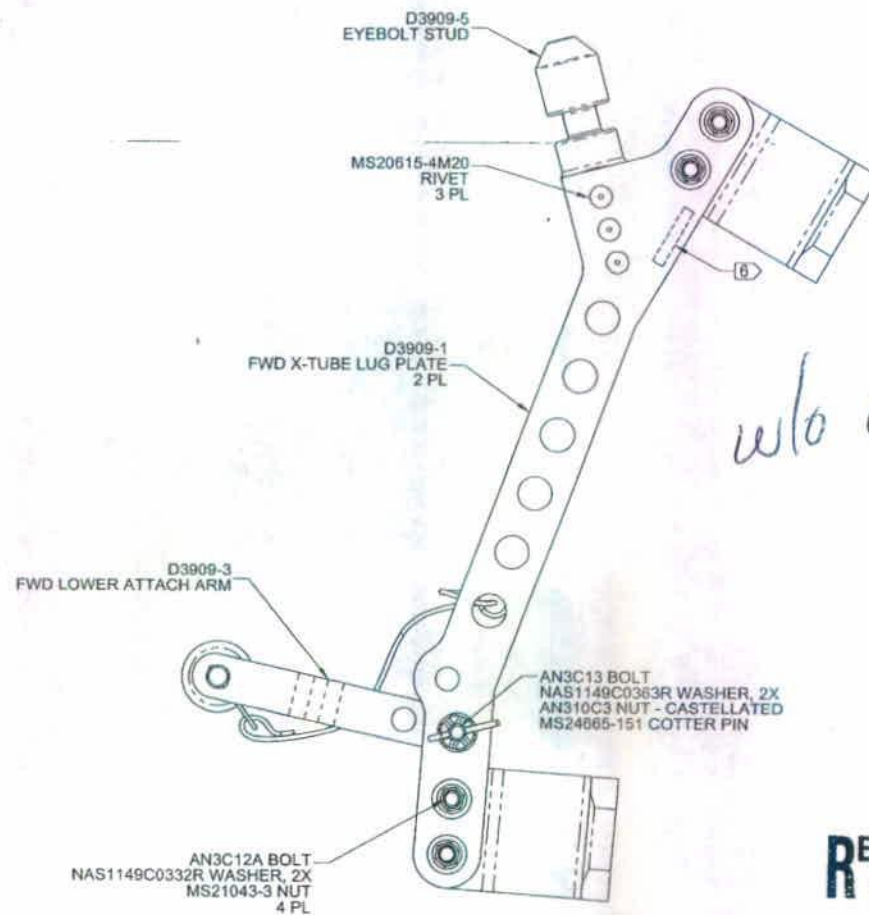 D3909-5
EYEBOLT STUD
MS20615-4M20
RIVET
3 PL
6
D3909-1
FWD X-TUBE LUG PLATE
2 PL
w/o
D3909-3
FWD LOWER ATTACH ARM
AN3C13 BOLT
NAS1149C0363R WASHER, 2X
AN310C3 NUT - CASTELLATED
MS24665-151 COTTER PIN
AN3C12A BOLT
NAS1149C0332R WASHER, 2X
MS21043-3 NUT
4 PL
RE